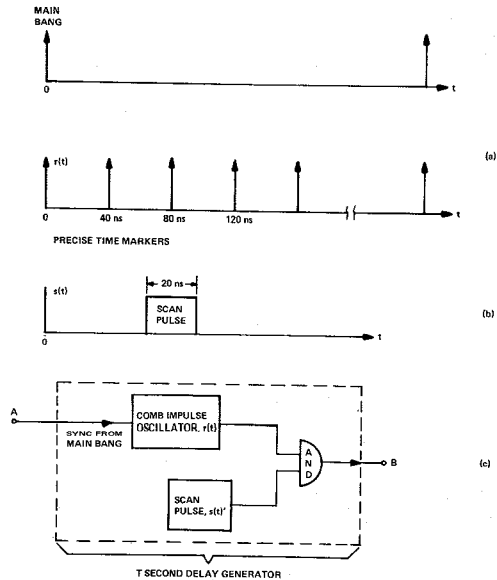 MAIN
BANG
0
t
(a)
r(t)
0
40 ns
80 ns
120 ns
t
PRECISE TIME MARKERS
20 ns
s(t)
SCAN
PULSE
0
t
(b)
A
SYNC FROM
MAIN BANG
COMB IMPULSE
OSCILLATOR, r(t)
A
N
D
B
(c)
SCAN
PULSE, s(t)'
T SECOND DELAY GENERATOR